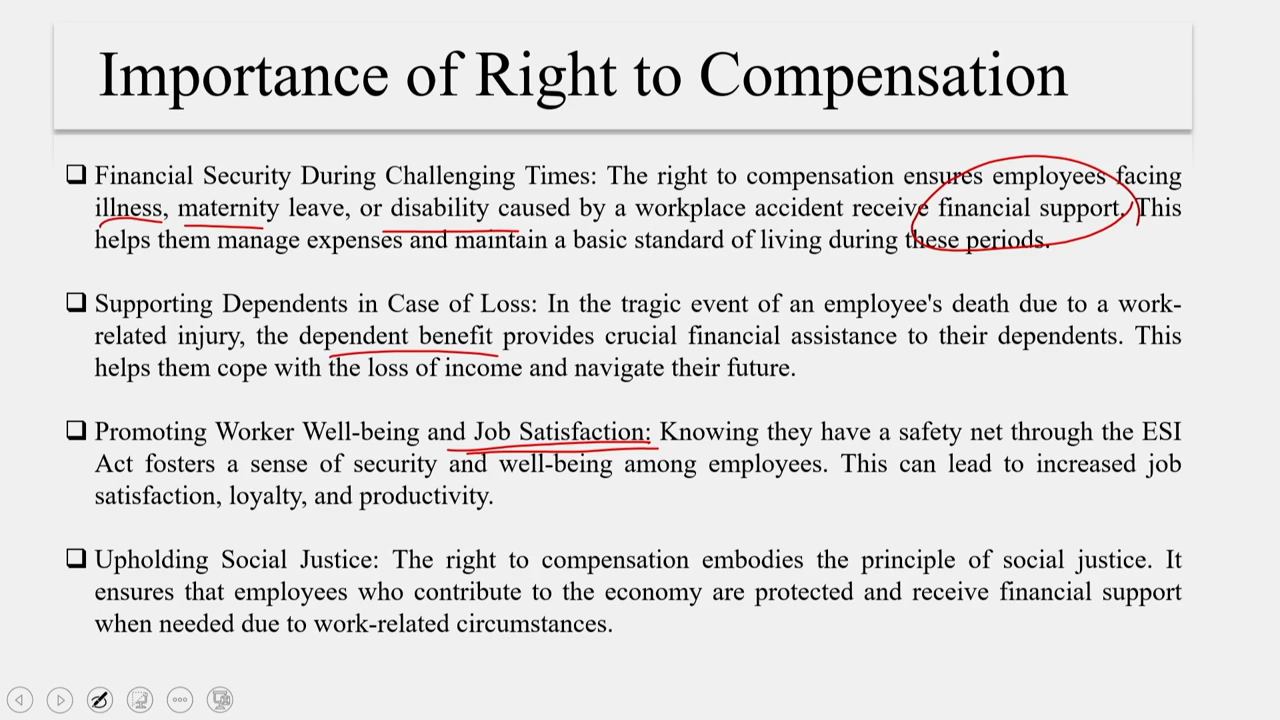 Importance of Right to Compensation
❑ Financial Security During Challenging Times: The right to compensation ensures employees facing
illness, maternity leave, or disability caused by a workplace accident receive financial support. This
helps them manage expenses and maintain a basic standard of living during these periods.
❑ Supporting Dependents in Case of Loss: In the tragic event of an employee's death due to a work-
related injury, the dependent benefit provides crucial financial assistance to their dependents. This
helps them cope with the loss of income and navigate their future.
❑ Promoting Worker Well-being and Job Satisfaction: Knowing they have a safety net through the ESI
Act fosters a sense of security and well-being among employees. This can lead to increased job
satisfaction, loyalty, and productivity.
❑ Upholding Social Justice: The right to compensation embodies the principle of social justice. It
ensures that employees who contribute to the economy are protected and receive financial support
when needed due to work-related circumstances.